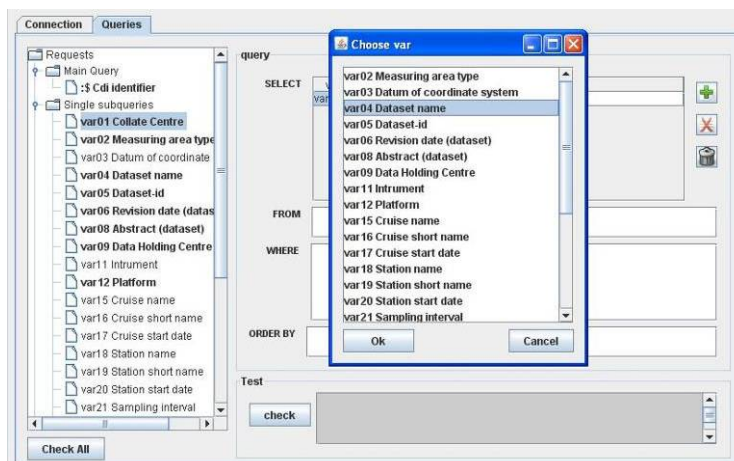 Connection
Queries
Requests
Main Query
:$ Cdi identifier
Single subqueries
var01 Collate Centre
var02 Measuring area type
var03 Datum of coordinate
var04 Dataset name
var05 Dataset-id
var06 Revision date (datas
var08 Abstract (dataset)
var09 Data Holding Centre
var11 Intrument
var12 Platform
var15 Cruise name
var16 Cruise short name
var17 Cruise start date
var18 Station name
var19 Station short name
var20 Station start date
var21 Sampling interval
Check All
query
SELECT
FROM
WHERE
ORDER BY
Test
check
Choose var
var02 Measuring area type
var03 Datum of coordinate system
var04 Dataset name
var05 Dataset-id
var06 Revision date (dataset)
var08 Abstract (dataset)
var09 Data Holding Centre
var11 Intrument
var12 Platform
var15 Cruise name
var16 Cruise short name
var17 Cruise start date
var18 Station name
var19 Station short name
var20 Station start date
var21 Sampling interval
Ok
Cancel